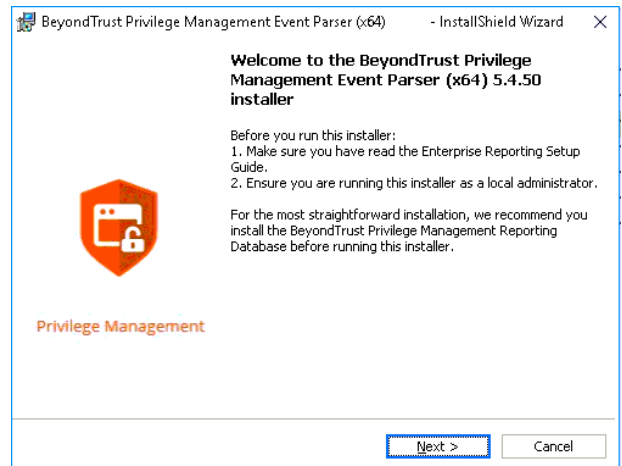 BeyondTrust Privilege Management Event Parser (x64) - InstallShield Wizard
Welcome to the BeyondTrust Privilege
Management Event Parser (x64) 5.4.50
installer
Before you run this installer:
1. Make sure you have read the Enterprise Reporting Setup
Guide.
2. Ensure you are running this installer as a local administrator.
For the most straightforward installation, we recommend you
install the BeyondTrust Privilege Management Reporting
Database before running this installer.
Privilege Management
Next >
Cancel